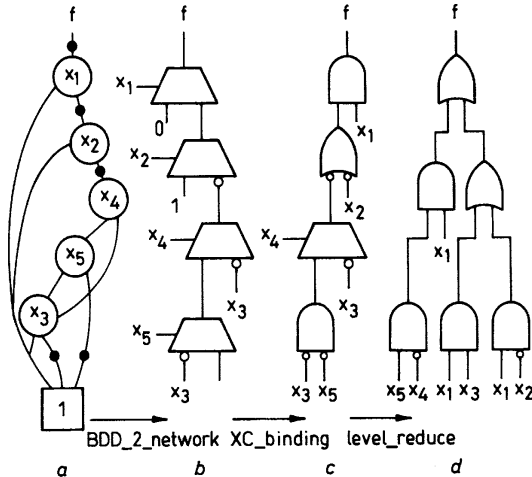 f
f
f
f
x1
x1
0
x1
x2
x2
x2
1
x4
x4
x4
x1
x5
x3
x3
x3
x5
x3
x3 x5
x5 x4 x1 x3 x1 x2
1
BDD_2_network XC_binding level_reduce
a b c d